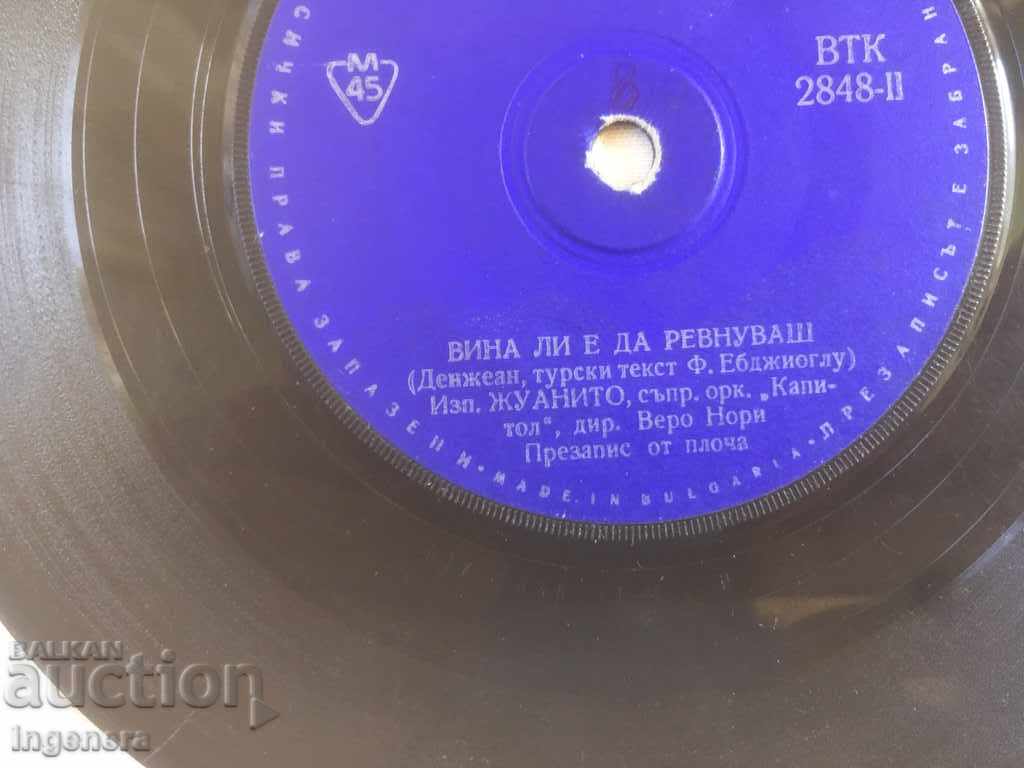 М
45
ВТК
2848-II
В
ВИНА ЛИ Е ДА РЕВНУВАШ
(Денжеан, турски текст Ф. Ебджиоглу)
Изп. ЖУАНИТО, съпр. орк. „Капи-
тол", дир. Веро Нори
Презапис от плоча
СИЧКИ ПРАВА ЗАПАЗЕНИ • MADE IN BULGARIA • ПРЕЗАПИСЪТ Е ЗАБРАН
BALKAN
auction
Ingenera